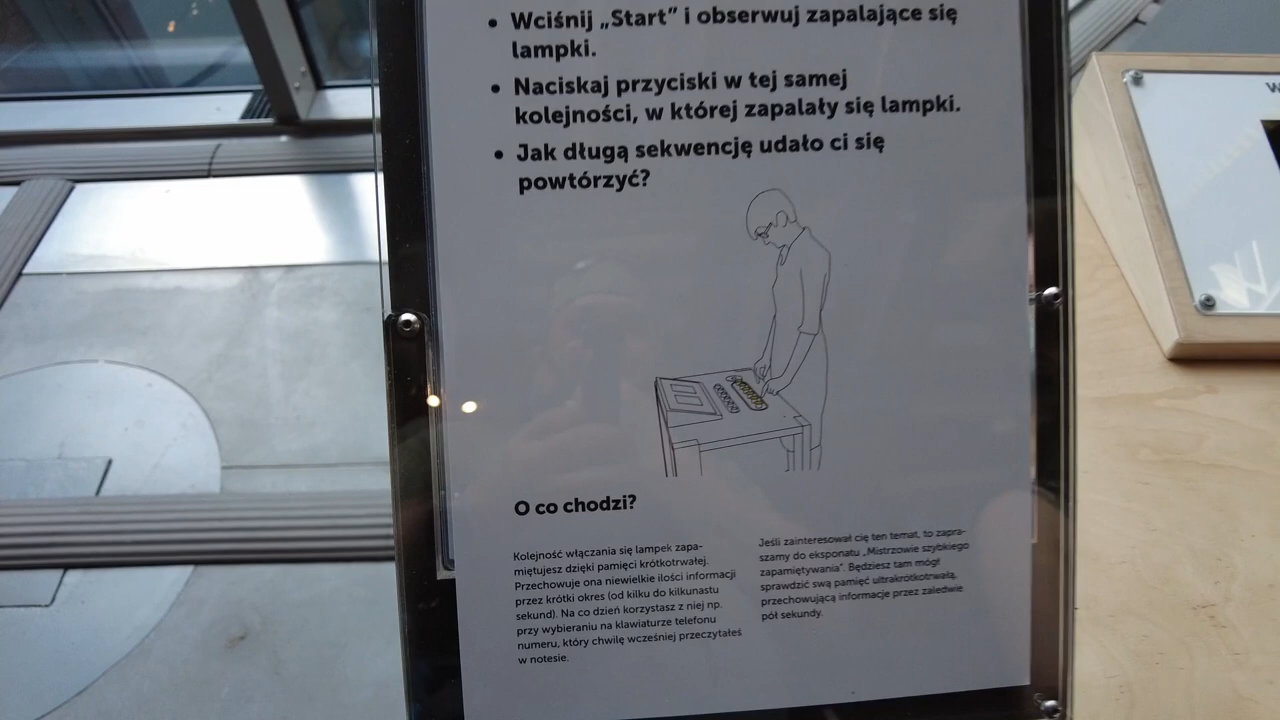 • Wciśnij „Start” i obserwuj zapalające się
lampki.
• Naciskaj przyciski w tej samej
kolejności, w której zapalały się lampki.
• Jak długą sekwencję udało ci się
powtórzyć?
O co chodzi?
Kolejność włączania się lampek zapa-
miętujesz dzięki pamięci krótkotrwałej.
Przechowuje ona niewielkie ilości informacji
przez krótki okres (od kilku do kilkunastu
sekund). Na co dzień korzystasz z niej np.
przy wybieraniu na klawiaturze telefonu
numeru, który chwilę wcześniej przeczytałeś
w notesie.
Jeśli zainteresował cię ten temat, to zapra-
szamy do eksponatu „Mistrzowie szybkiego
zapamiętywania”. Będziesz tam mógł
sprawdzić swą pamięć ultrakrótkotrwałą,
przechowującą informacje przez zaledwie
pół sekundy.